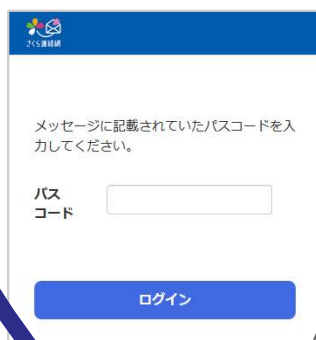 さくら連絡網
メッセージに記載されていたパスコードを入
力してください。
パス
コード
ログイン